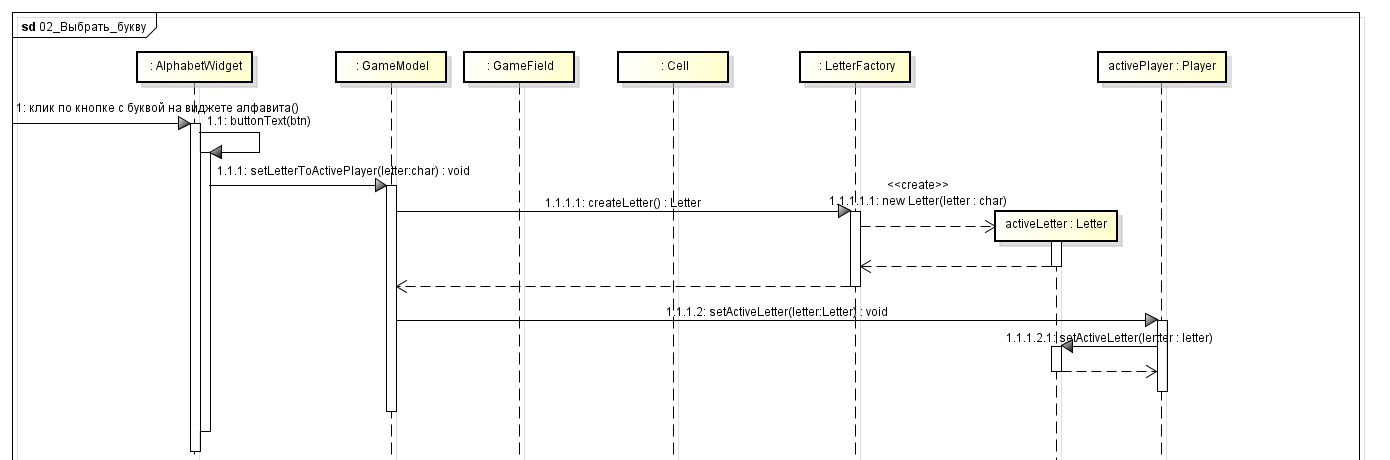 sd 02_Выбрать_букву
: AlphabetWidget
: GameModel
: GameField
: Cell
: LetterFactory
activePlayer : Player
1: клик по кнопке с буквой на виджете алфавита()
1.1: buttonText(btn)
1.1.1: setLetterToActivePlayer(letter:char) : void
<<create>>
1.1.1.1: createLetter() : Letter
1.1.1.1.1: new Letter(letter : char)
activeLetter : Letter
1.1.1.2: setActiveLetter(letter:Letter) : void
1.1.1.2.1: setActiveLetter(lertter : letter)